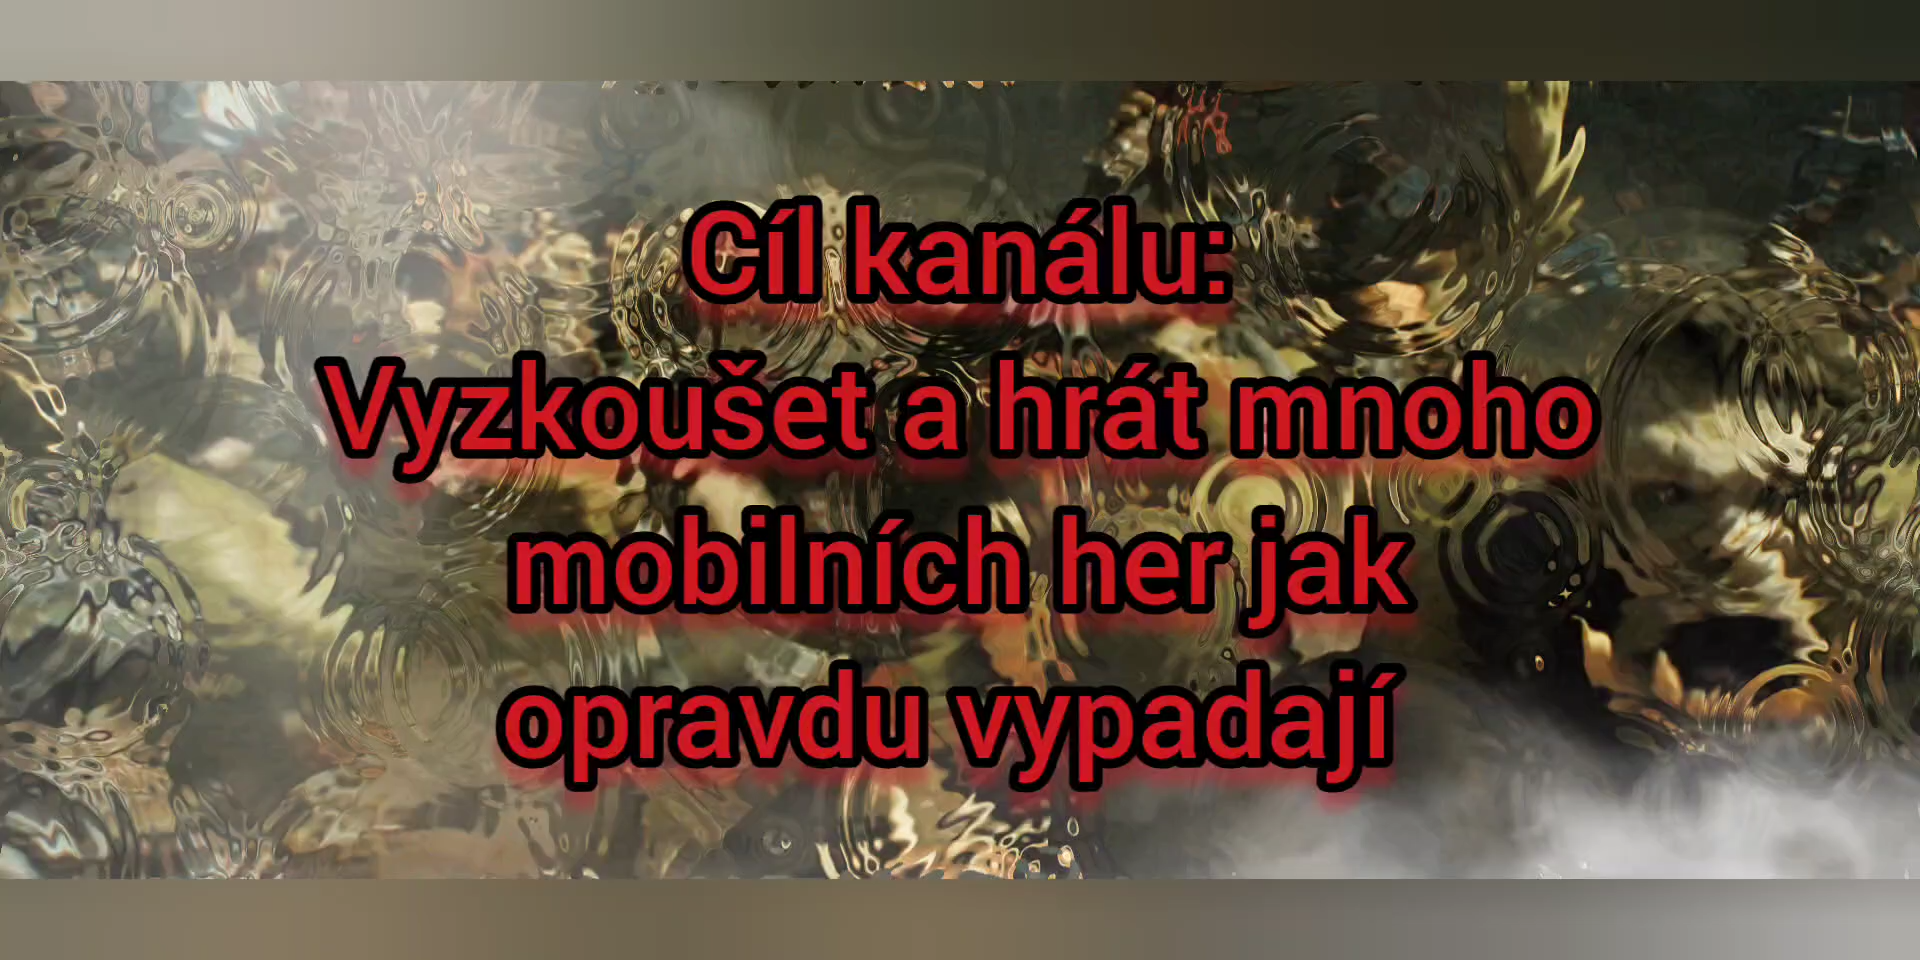 Cíl kanálu:
Vyzkoušet a hrát mnoho
mobilních her jak
opravdu vypadají